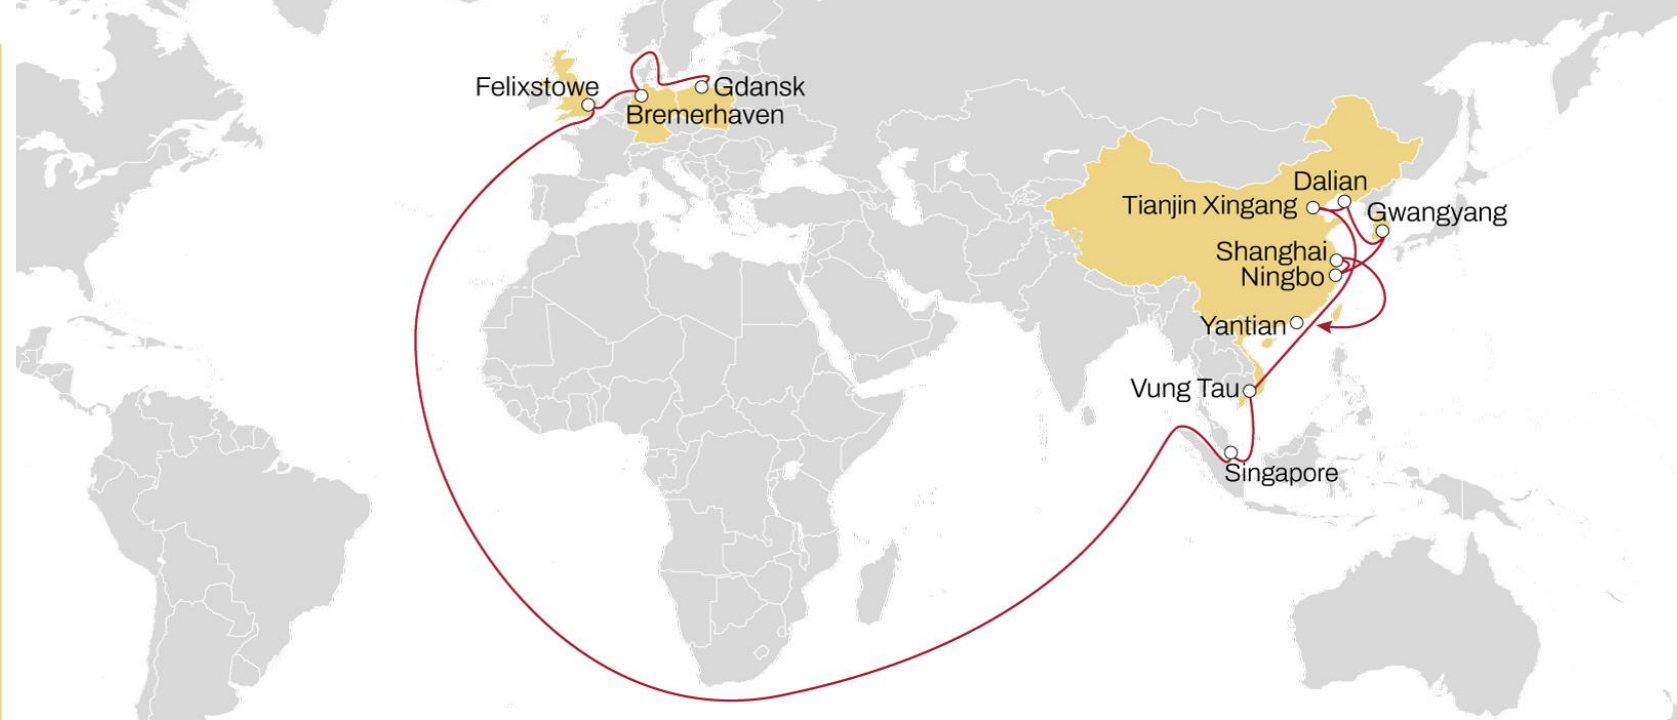 Felixstowe
Gdansk
Bremerhaven
Dalian
Tianjin Xingang
Gwangyang
Shanghai
Ningbo
Yantian
Vung Tau
Singapore